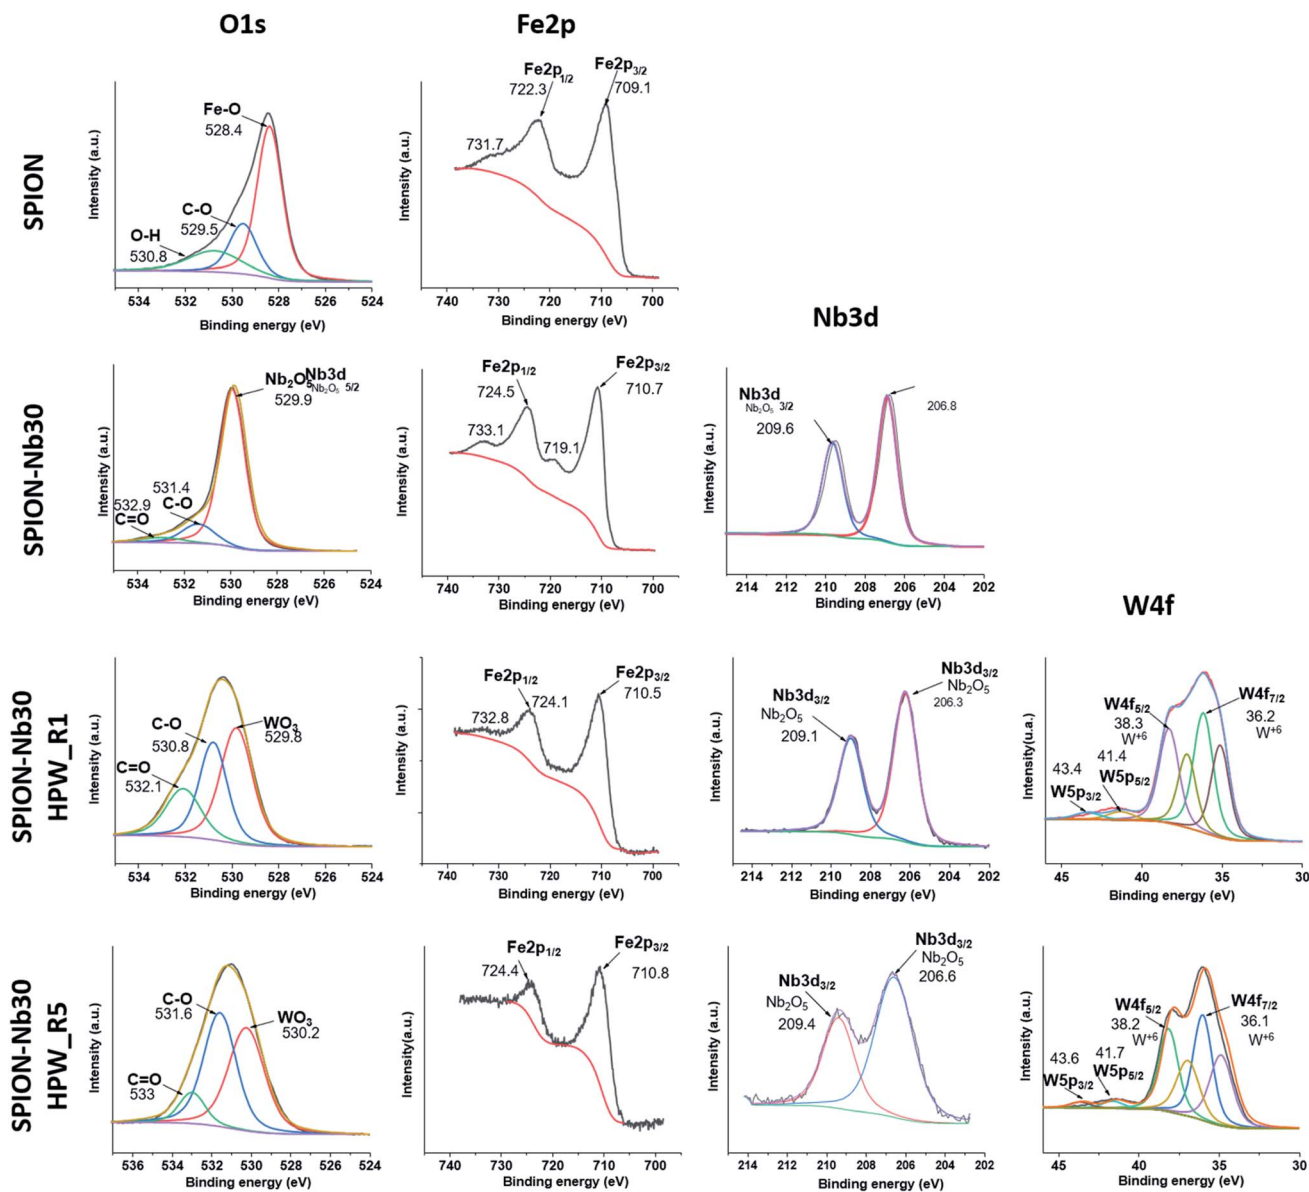 O1s
Fe2p
SPION
Intensity (a.u.)
Fe-O
528.4
C-O
529.5
O-H
530.8
534 532 530 528 526 524
Binding energy (eV)
Intensity (a.u.)
Fe2p1/2
722.3
Fe2p3/2
709.1
731.7
740 730 720 710 700
Binding energy (eV)
Nb3d
SPION-Nb30
Intensity (a.u.)
Nb2O5
Nb3d
Nb2O5 5/2
529.9
531.4
C-O
532.9
C=O
534 532 530 528 526 524
Binding energy (eV)
Intensity (a.u.)
Fe2p1/2
724.5
Fe2p3/2
710.7
733.1
719.1
740 730 720 710 700
Binding energy (eV)
Intensity (a.u.)
Nb3d
Nb2O5 3/2
209.6
206.8
214 212 210 208 206 204 202
Binding energy (eV)
W4f
SPION-Nb30
HPW_R1
Intensity (a.u.)
C-O
530.8
WO3
529.8
C=O
532.1
534 532 530 528 526 524
Binding energy (eV)
Intensity (a.u.)
Fe2p1/2
724.1
Fe2p3/2
710.5
732.8
740 730 720 710 700
Binding energy (eV)
Intensity (a.u.)
Nb3d3/2
Nb2O5
209.1
Nb3d3/2
Nb2O5
206.3
214 212 210 208 206 204 202
Binding energy (eV)
Intensity(u.a.)
W4f5/2
38.3
W+6
W4f7/2
36.2
W+6
43.4
W5p3/2
41.4
W5p5/2
45 40 35 30
Binding energy (eV)
SPION-Nb30
HPW_R5
Intensity (a.u.)
C-O
531.6
WO3
530.2
C=O
533
536 534 532 530 528 526 524
Binding energy (eV)
Intensity(a.u.)
Fe2p1/2
724.4
Fe2p3/2
710.8
740 730 720 710 700
Binding energy (eV)
Intensity (a.u.)
Nb3d3/2
Nb2O5
209.4
Nb3d3/2
Nb2O5
206.6
214 212 210 208 206 204 202
Binding energy (eV)
Intensity (a.u.)
W4f5/2
38.2
W+6
W4f7/2
36.1
W+6
43.6
W5p3/2
41.7
W5p5/2
45 40 35 30
Binding energy (eV)